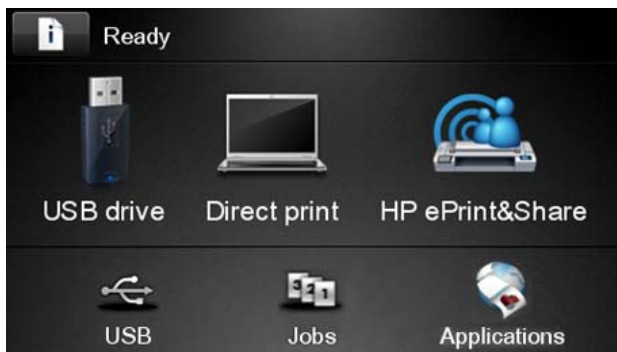 Ready
USB drive Direct print HP ePrint&Share
USB Jobs Applications